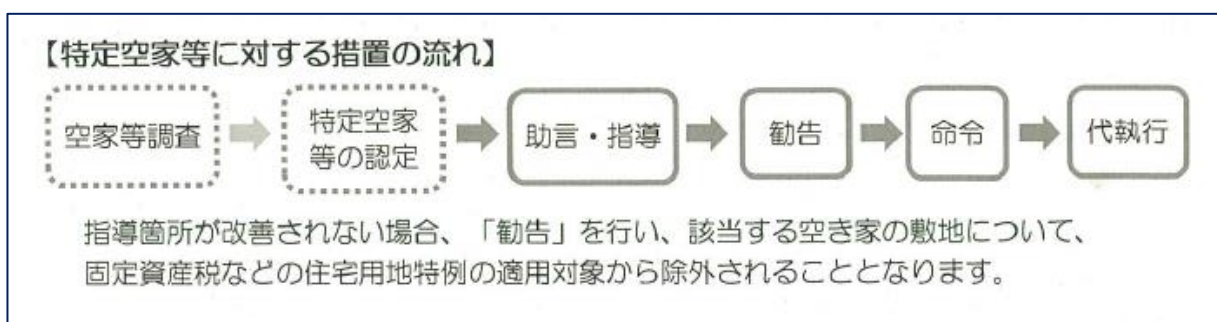 【特定空家等に対する措置の流れ】
空家等調査
特定空家
等の認定
助言・指導
勧告
命令
代執行
指導箇所が改善されない場合、「勧告」を行い、該当する空き家の敷地について、
固定資産税などの住宅用地特例の適用対象から除外されることとなります。